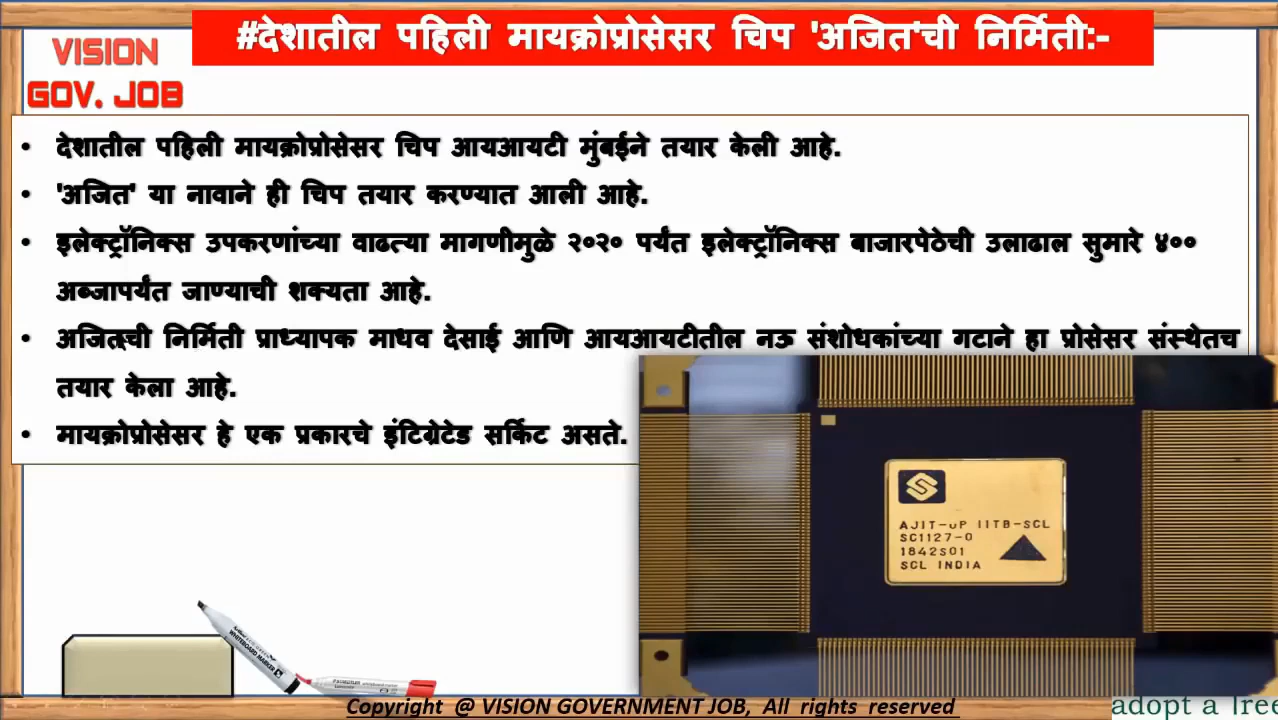 #देशातील पहिली मायक्रोप्रोसेसर चिप 'अजित'ची निर्मिती:-
VISION
GOV. JOB
• देशातील पहिली मायक्रोप्रोसेसर चिप आयआयटी मुंबईने तयार केली आहे.
• 'अजित' या नावाने ही चिप तयार करण्यात आली आहे.
• इलेक्ट्रॉनिक्स उपकरणांच्या वाढत्या मागणीमुळे २०२० पर्यंत इलेक्ट्रॉनिक्स बाजारपेठेची उलाढाल सुमारे ४००
अब्जापर्यंत जाण्याची शक्यता आहे.
• अजितची निर्मिती प्राध्यापक माधव देसाई आणि आयआयटीतील नऊ संशोधकांच्या गटाने हा प्रोसेसर संस्थेतच
तयार केला आहे.
• मायक्रोप्रोसेसर हे एक प्रकारचे इंटिग्रेटेड सर्किट असते.
AJIT-uP IITB-SCL
SC1127-0
1842S01
SCL INDIA
WHITEBOARD MARKER
Copyright @ VISION GOVERNMENT JOB, All rights reserved
adopt a Tree